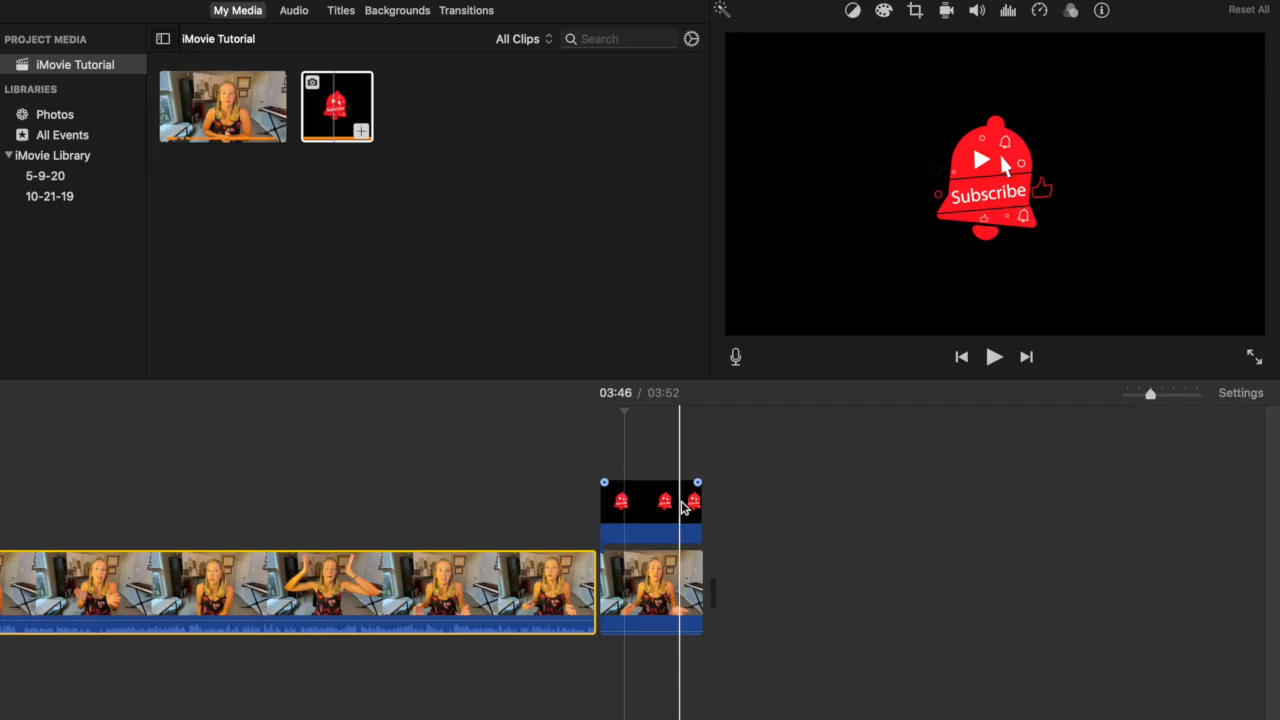 My Media Audio Titles Backgrounds Transitions
Reset All
PROJECT MEDIA
iMovie Tutorial
All Clips
Search
iMovie Tutorial
LIBRARIES
Photos
All Events
iMovie Library
5-9-20
10-21-19
Subscribe
Subscribe
03:46 / 03:52
Settings